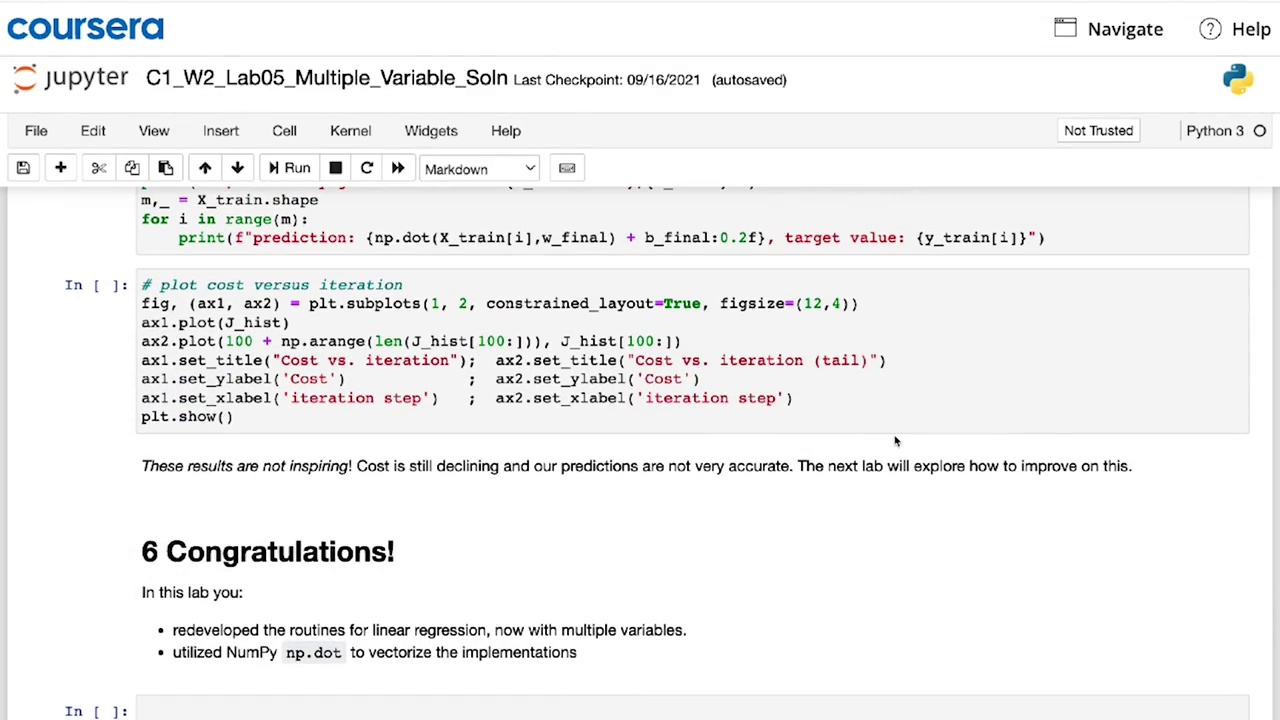 coursera
Navigate
Help
jupyter C1_W2_Lab05_Multiple_Variable_Soln Last Checkpoint: 09/16/2021 (autosaved)
File Edit View Insert Cell Kernel Widgets Help Not Trusted Python 3
Run Markdown
m,_ = X_train.shape
for i in range(m):
    print(f"prediction: {np.dot(X_train[i],w_final) + b_final:0.2f}, target value: {y_train[i]}")
In [ ]: # plot cost versus iteration
fig, (ax1, ax2) = plt.subplots(1, 2, constrained_layout=True, figsize=(12,4))
ax1.plot(J_hist)
ax2.plot(100 + np.arange(len(J_hist[100:])), J_hist[100:])
ax1.set_title("Cost vs. iteration");  ax2.set_title("Cost vs. iteration (tail)")
ax1.set_ylabel('Cost')             ;  ax2.set_ylabel('Cost')
ax1.set_xlabel('iteration step')   ;  ax2.set_xlabel('iteration step')
plt.show()
These results are not inspiring! Cost is still declining and our predictions are not very accurate. The next lab will explore how to improve on this.
6 Congratulations!
In this lab you:
• redeveloped the routines for linear regression, now with multiple variables.
• utilized NumPy np.dot to vectorize the implementations
In [ ]: